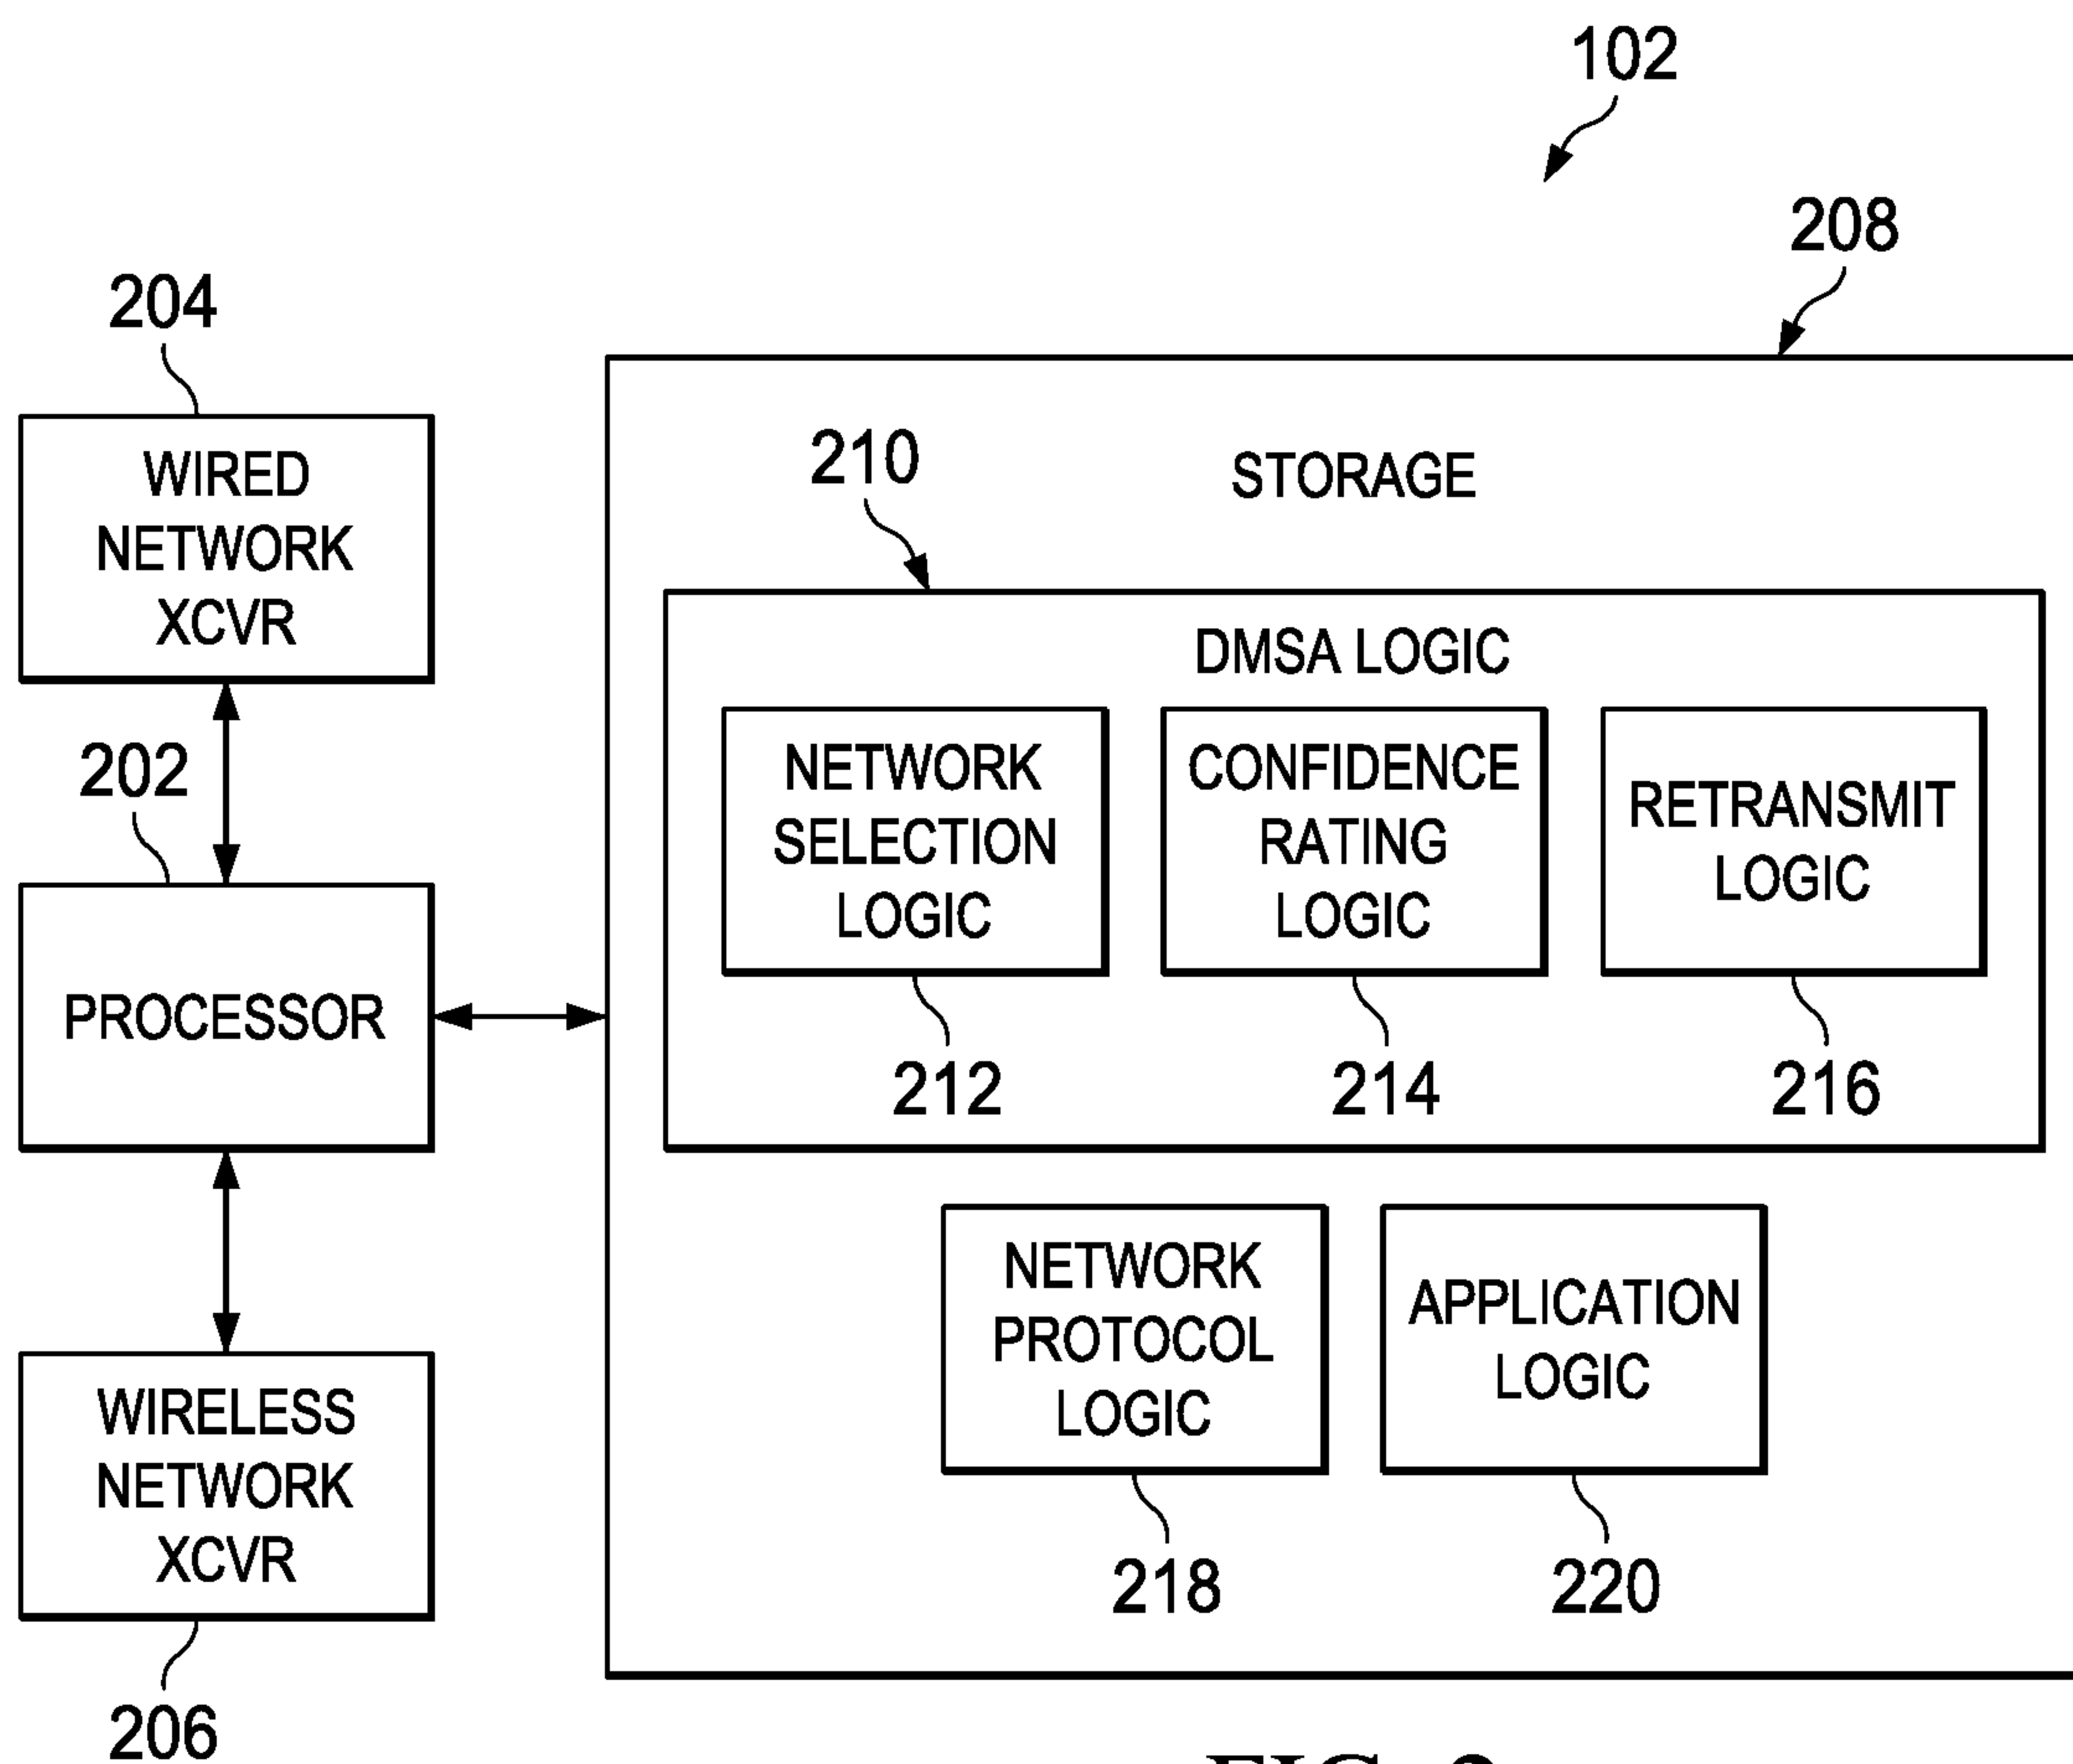 102
208
204
WIRED
NETWORK
XCVR
210
STORAGE
DMSA LOGIC
202
NETWORK
SELECTION
LOGIC
CONFIDENCE
RATING
LOGIC
RETRANSMIT
LOGIC
PROCESSOR
212
214
216
NETWORK
PROTOCOL
LOGIC
APPLICATION
LOGIC
WIRELESS
NETWORK
XCVR
218
220
206